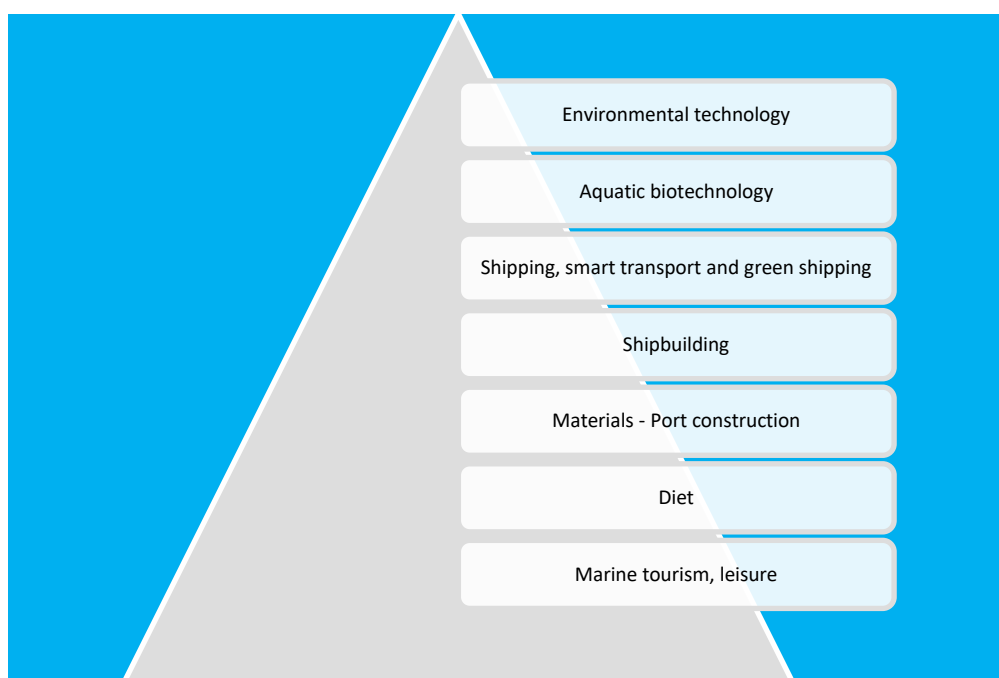 Environmental technology
Aquatic biotechnology
Shipping, smart transport and green shipping
Shipbuilding
Materials - Port construction
Diet
Marine tourism, leisure